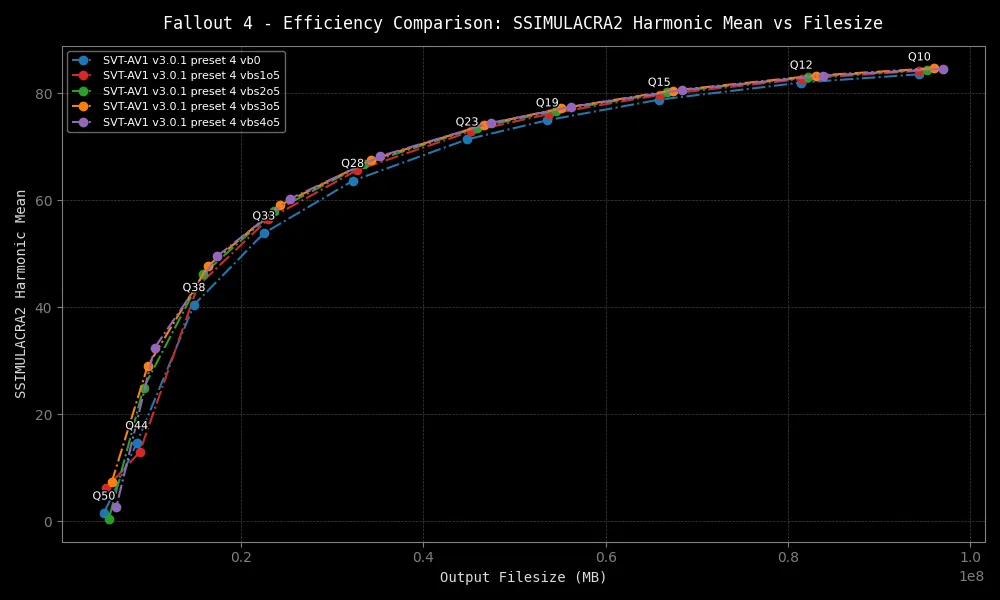 Fallout 4 - Efficiency Comparison: SSIMULACRA2 Harmonic Mean vs Filesize
SVT-AV1 v3.0.1 preset 4 vb0
SVT-AV1 v3.0.1 preset 4 vbs1o5
SVT-AV1 v3.0.1 preset 4 vbs2o5
SVT-AV1 v3.0.1 preset 4 vbs3o5
SVT-AV1 v3.0.1 preset 4 vbs4o5
Q10
Q12
Q15
Q19
Q23
Q28
Q33
Q38
Q44
Q50
80
60
40
20
0
SSIMULACRA2 Harmonic Mean
0.2
0.4
0.6
0.8
1.0
1e8
Output Filesize (MB)